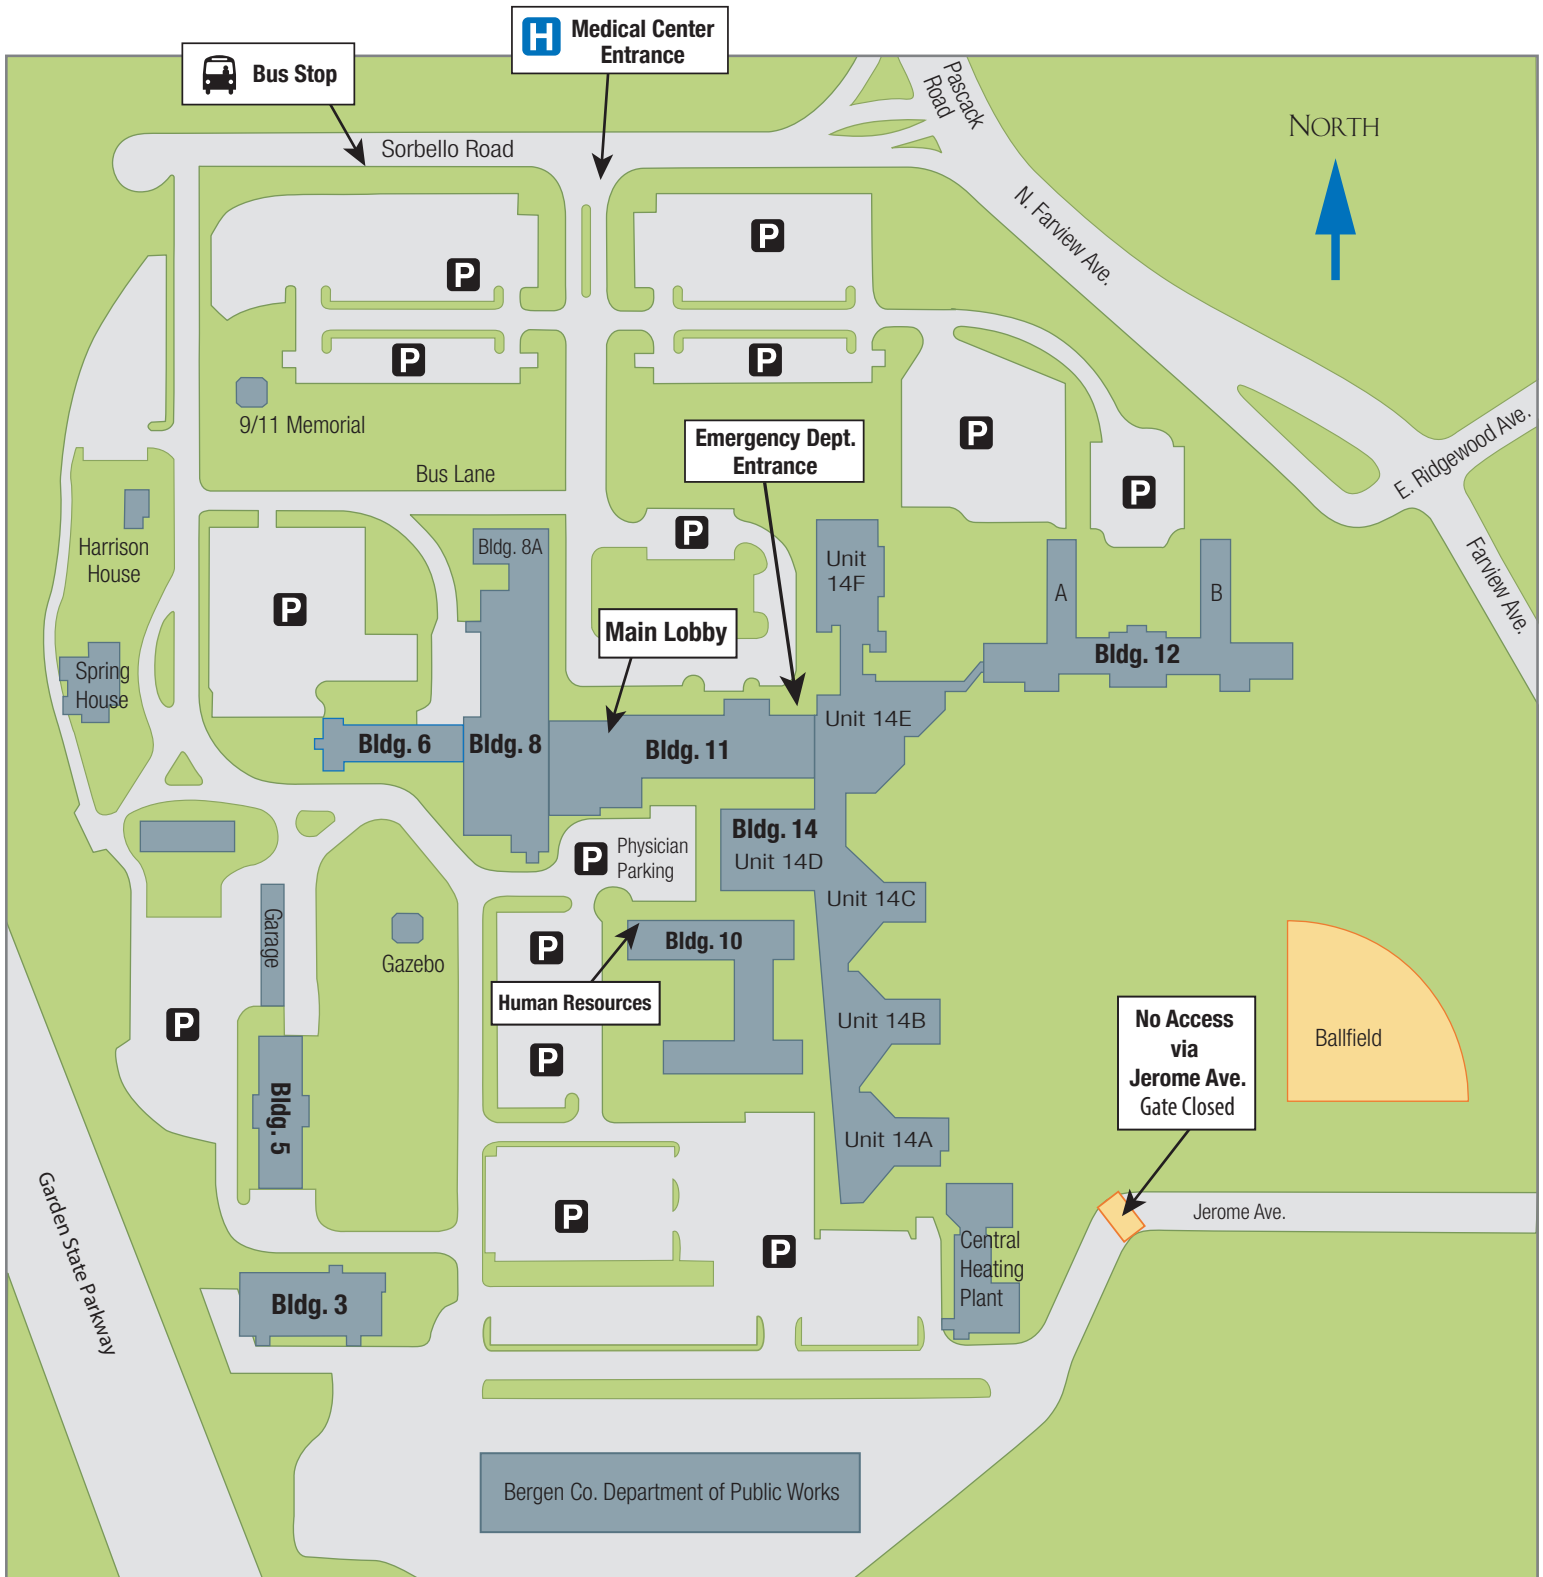 H Medical Center
Entrance
Bus Stop
Pascack
Road
NORTH
Sorbello Road
N. Farview Ave.
P
P
P
P
9/11 Memorial
Emergency Dept.
Entrance
P
E. Ridgewood Ave.
Bus Lane
P
P
Farview Ave.
Harrison
House
Bldg. 8A
Unit
14F
A
B
P
Main Lobby
Bldg. 12
Spring
House
Unit 14E
Bldg. 6
Bldg. 8
Bldg. 11
Bldg. 14
Unit 14D
P
Physician
Parking
Unit 14C
Garage
Gazebo
P
Bldg. 10
Human Resources
P
P
Unit 14B
No Access
via
Jerome Ave.
Gate Closed
Ballfield
Bldg. 5
Unit 14A
Garden State Parkway
P
P
Jerome Ave.
Central
Heating
Plant
Bldg. 3
Bergen Co. Department of Public Works